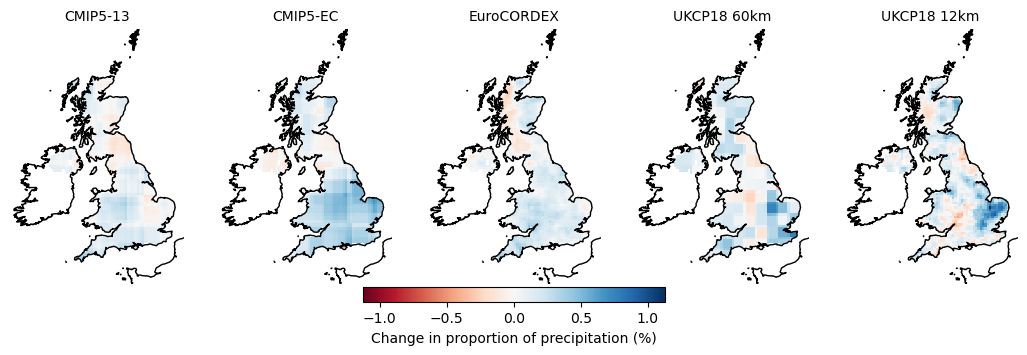 CMIP5-13 CMIP5-EC EuroCORDEX UKCP18 60km UKCP18 12km
−1.0 −0.5 0.0 0.5 1.0
Change in proportion of precipitation (%)